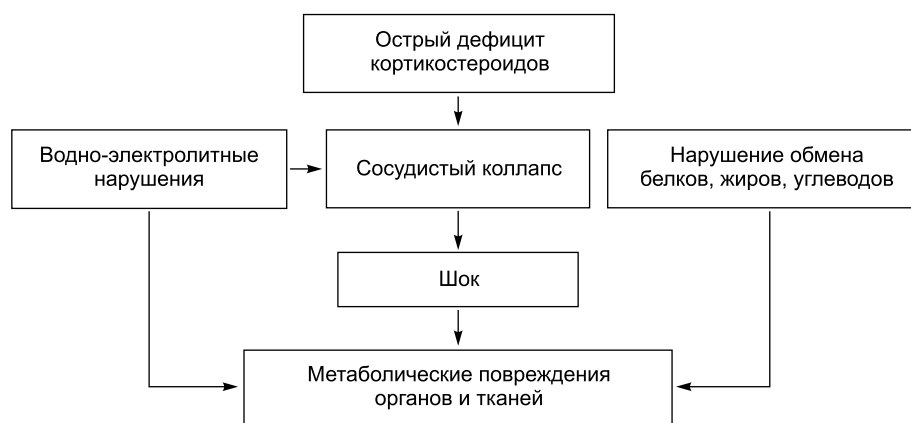 Острый дефицит
кортикостероидов
Водно-электролитные
нарушения
Сосудистый коллапс
Нарушение обмена
белков, жиров, углеводов
Шок
Метаболические повреждения
органов и тканей